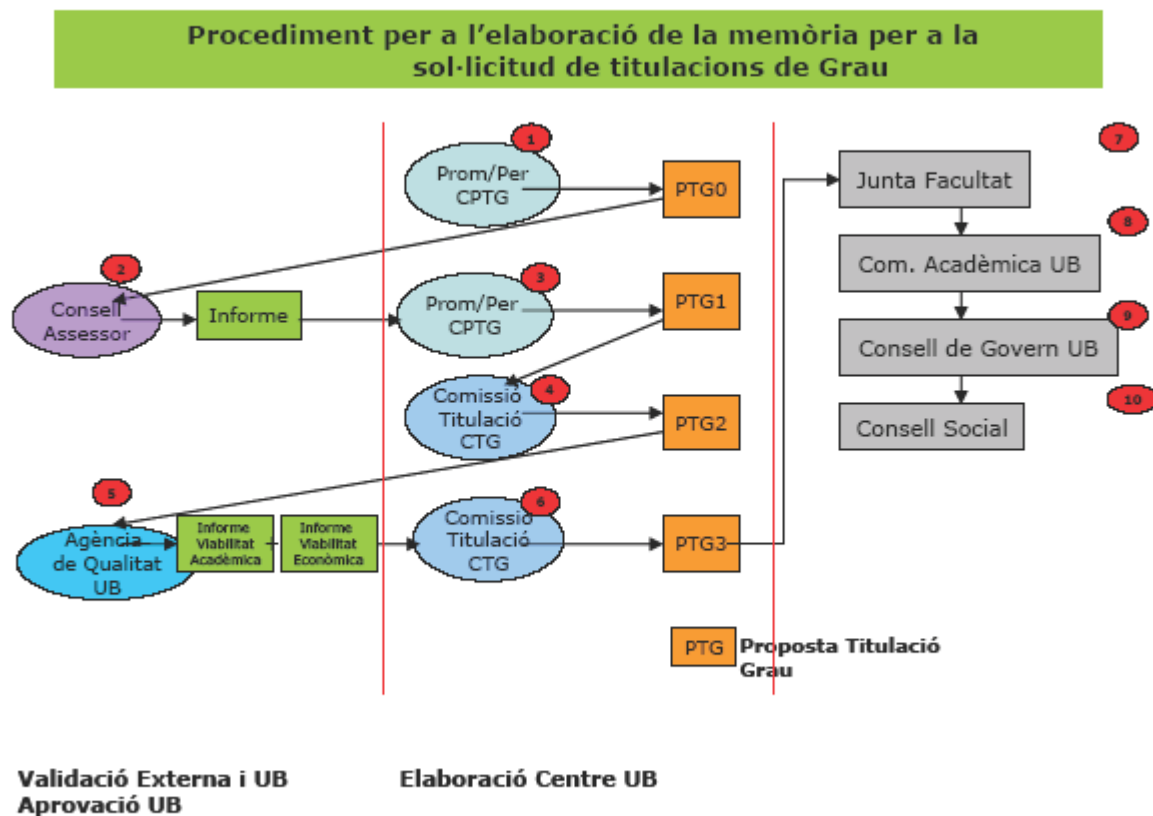 Procediment per a l'elaboració de la memòria per a la
sol·licitud de titulacions de Grau
1
Prom/Per
CPTG
PTG0
2
Consell
Assessor
Informe
3
Prom/Per
CPTG
PTG1
4
Comissió
Titulació
CTG
PTG2
5
Agència
de Qualitat
UB
Informe
Viabilitat
Acadèmica
Informe
Viabilitat
Econòmica
6
Comissió
Titulació
CTG
PTG3
7
Junta Facultat
8
Com. Acadèmica UB
9
Consell de Govern UB
10
Consell Social
PTG
Proposta Titulació
Grau
Validació Externa i UB
Aprovació UB
Elaboració Centre UB